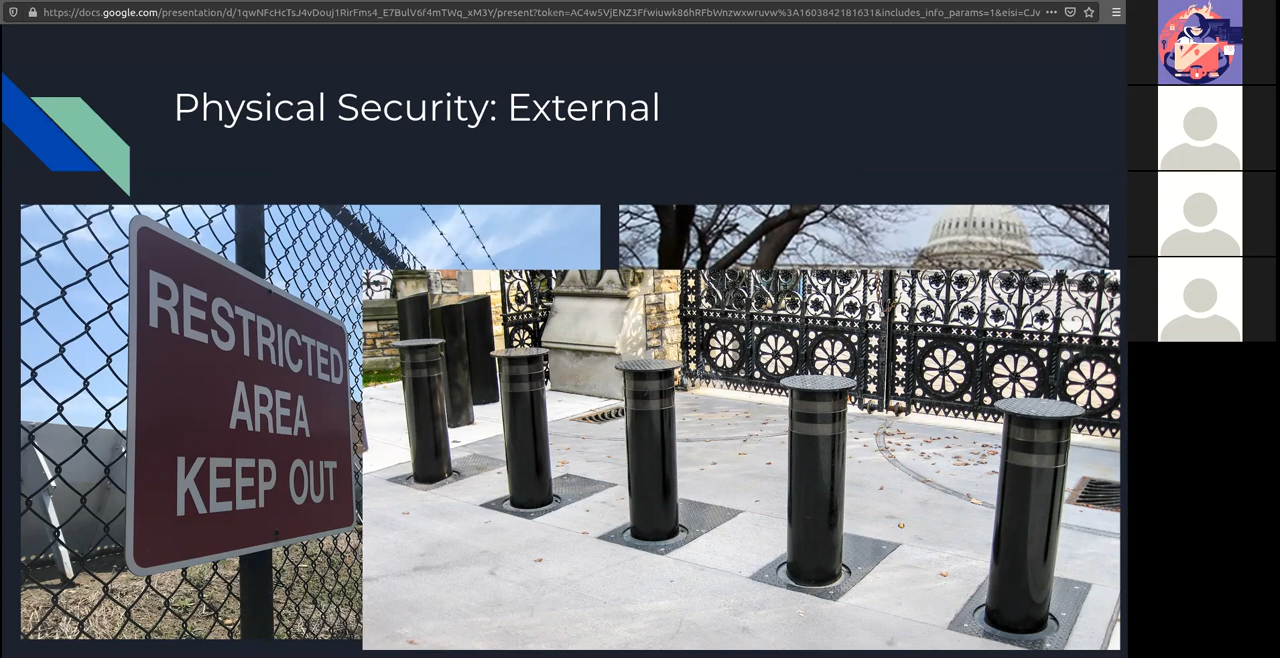 https://docs.google.com/presentation/d/1qwNFcHcTsJ4vDouj1RirFms4_E7BulV6f4mTWq_xM3Y/present?token=AC4w5VjENZ3Ffwiuwk86hRFbWnzwxwruvw%3A1603842181631&includes_info_params=1&eisi=CJv
Physical Security: External
RESTRICTED
AREA
KEEP OUT